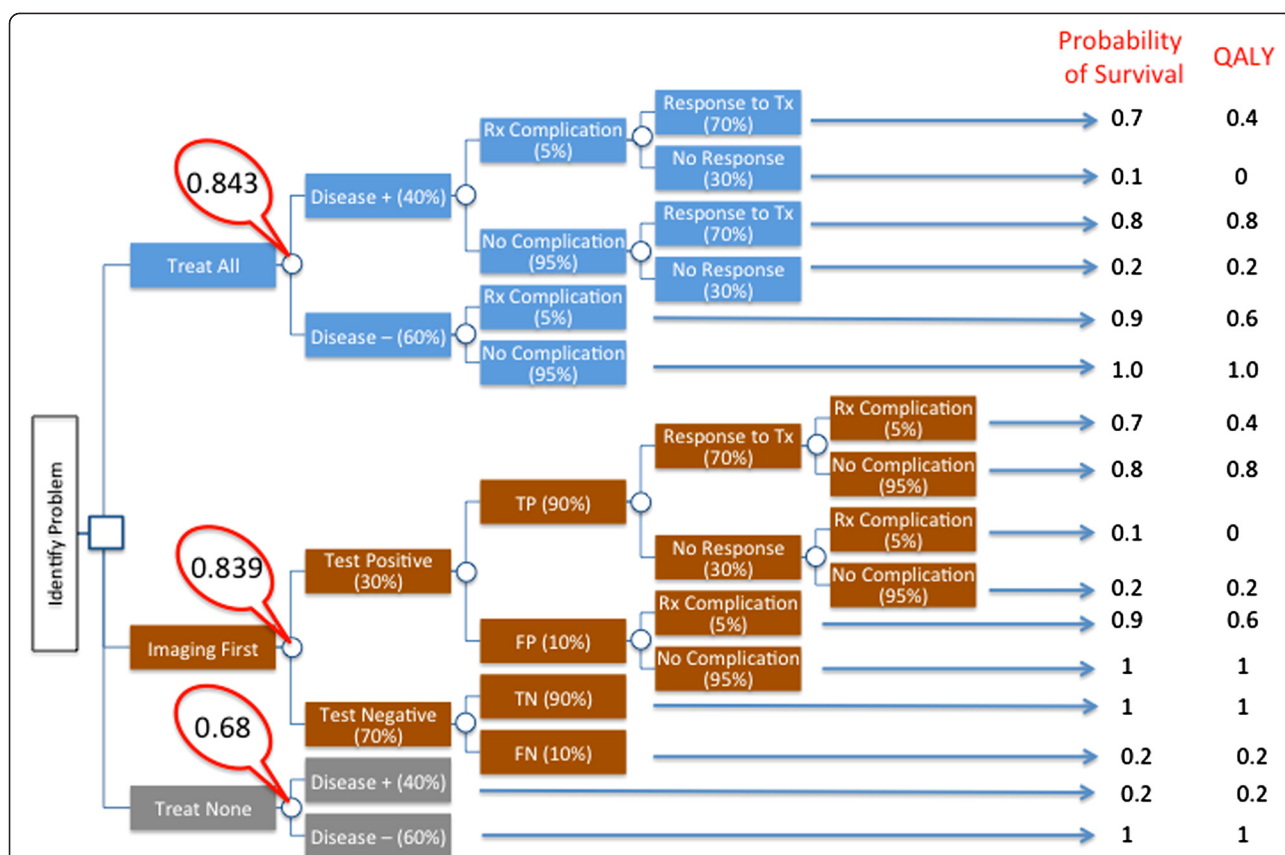 Probability
of Survival
QALY
Response to Tx
(70%)
0.7
0.4
Rx Complication
(5%)
No Response
(30%)
0.1
0
0.843
Disease + (40%)
Response to Tx
(70%)
0.8
0.8
No Complication
(95%)
No Response
(30%)
0.2
0.2
Treat All
Rx Complication
(5%)
0.9
0.6
Disease – (60%)
No Complication
(95%)
1.0
1.0
Rx Complication
(5%)
0.7
0.4
Response to Tx
(70%)
No Complication
(95%)
0.8
0.8
TP (90%)
Rx Complication
(5%)
0.1
0
Identify Problem
0.839
Test Positive
(30%)
No Response
(30%)
No Complication
(95%)
0.2
0.2
Rx Complication
(5%)
0.9
0.6
Imaging First
FP (10%)
No Complication
(95%)
1
1
TN (90%)
1
1
0.68
Test Negative
(70%)
FN (10%)
0.2
0.2
Disease + (40%)
0.2
0.2
Treat None
Disease – (60%)
1
1